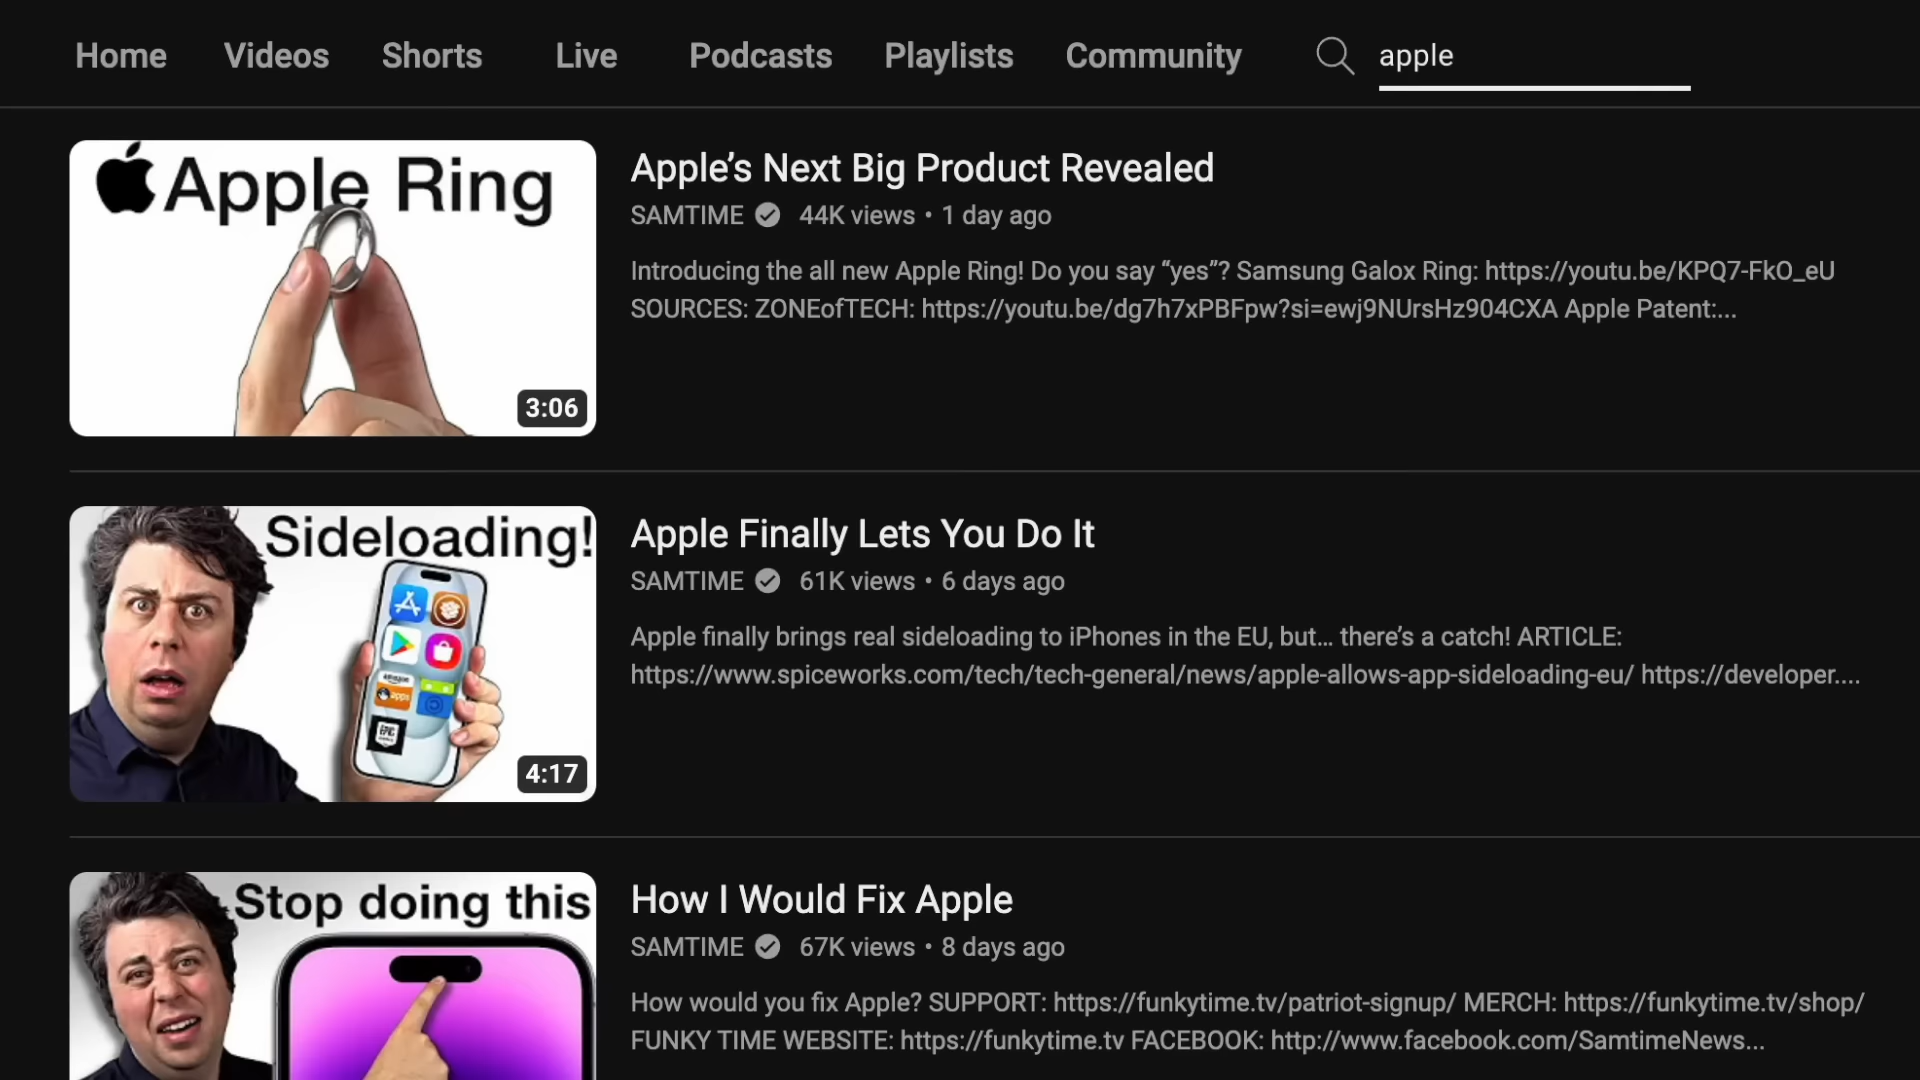 Home Videos Shorts Live Podcasts Playlists Community apple
Apple Ring
3:06
Apple’s Next Big Product Revealed
SAMTIME 44K views • 1 day ago
Introducing the all new Apple Ring! Do you say “yes”? Samsung Galox Ring: https://youtu.be/KPQ7-FkO_eU
SOURCES: ZONEofTECH: https://youtu.be/dg7h7xPBFpw?si=ewj9NUrsHz904CXA Apple Patent:...
Sideloading!
amazon
apps
EPIC
4:17
Apple Finally Lets You Do It
SAMTIME 61K views • 6 days ago
Apple finally brings real sideloading to iPhones in the EU, but... there’s a catch! ARTICLE:
https://www.spiceworks.com/tech/tech-general/news/apple-allows-app-sideloading-eu/ https://developer....
Stop doing this
How I Would Fix Apple
SAMTIME 67K views • 8 days ago
How would you fix Apple? SUPPORT: https://funkytime.tv/patriot-signup/ MERCH: https://funkytime.tv/shop/
FUNKY TIME WEBSITE: https://funkytime.tv FACEBOOK: http://www.facebook.com/SamtimeNews...